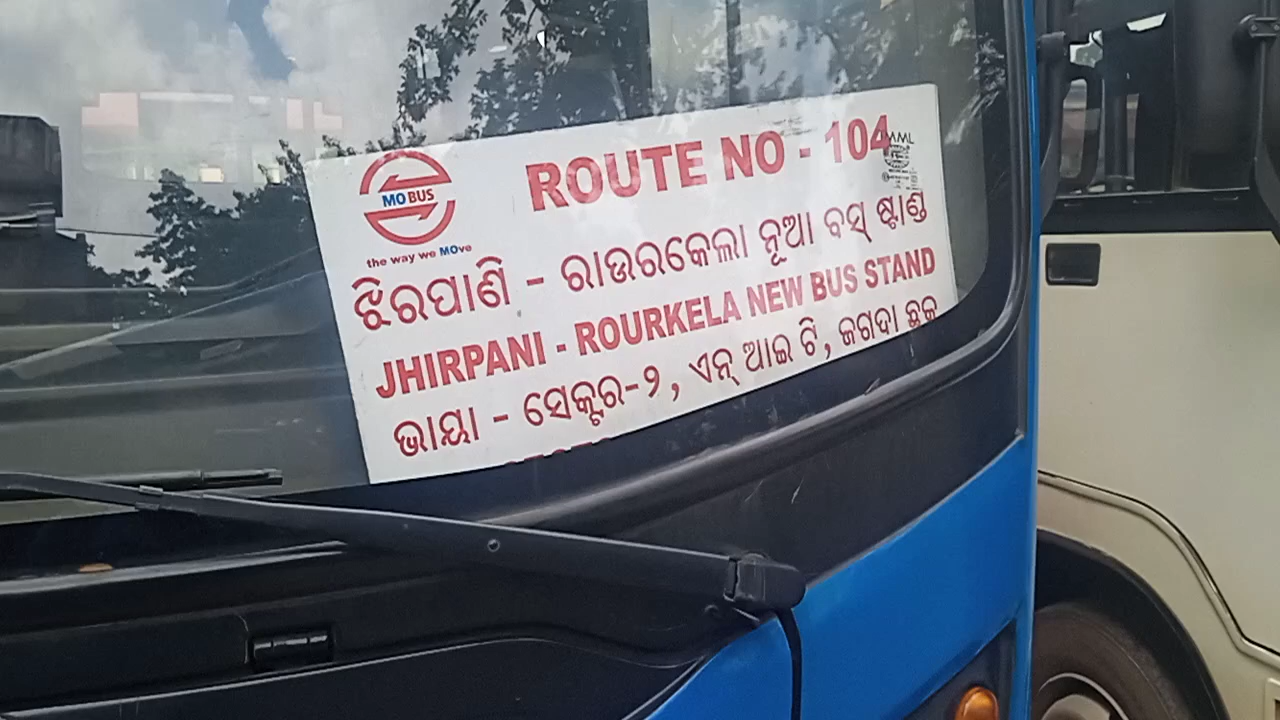 MO BUS
the way we MOve
ROUTE NO - 104
ଝିରପାଣି - ରାଉରକେଲା ନୂଆ ବସ୍ ଷ୍ଟାଣ୍ଡ
JHIRPANI - ROURKELA NEW BUS STAND
ଭାୟା - ସେକ୍ଟର-୨, ଏନ୍ ଆଇ ଟି, ଜଗଦା ଛକ